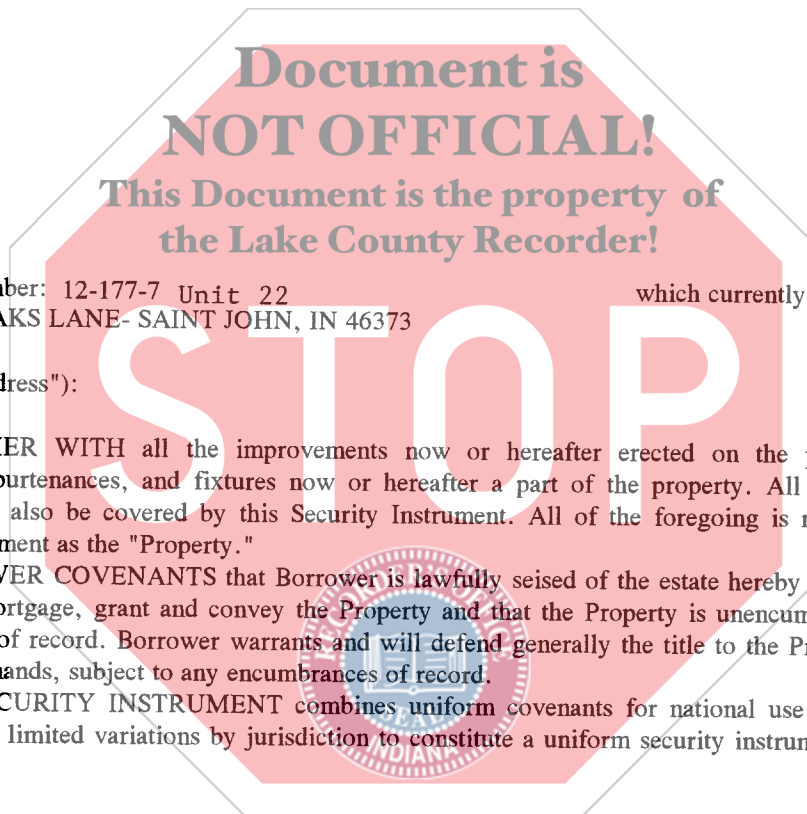 Document is
NOT OFFICIAL!
This Document is the property of
the Lake County Recorder!
ber: 12-177-7 Unit 22 which currently
AKS LANE- SAINT JOHN, IN 46373
STOP
dress"):
ER WITH all the improvements now or hereafter erected on the
purtenances, and fixtures now or hereafter a part of the property. All
also be covered by this Security Instrument. All of the foregoing is
ment as the "Property."
VER COVENANTS that Borrower is lawfully seised of the estate hereby
ortgage, grant and convey the Property and that the Property is unencum
of record. Borrower warrants and will defend generally the title to the Pr
ands, subject to any encumbrances of record.
CURITY INSTRUMENT combines uniform covenants for national use
limited variations by jurisdiction to constitute a uniform security instrum
RECORDER'S OFFICE
SEAL
INDIANA